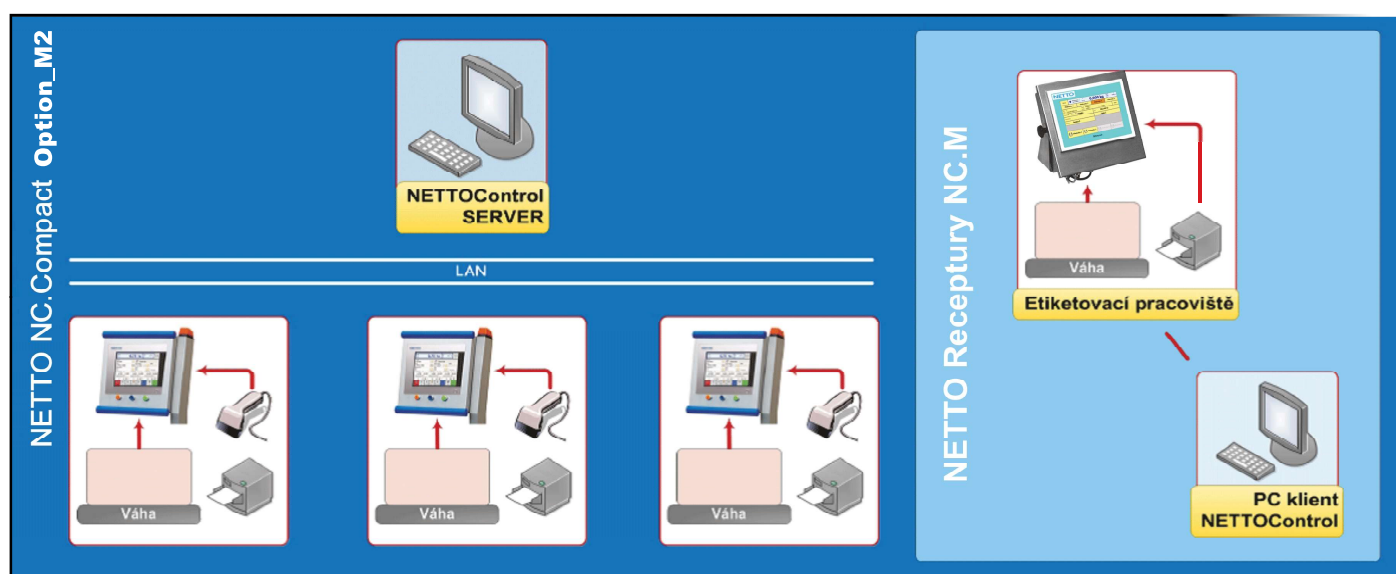 NETTO NC.Compact Option_M2
NETTOControl
SERVER
LAN
Váha
Váha
Váha
NETTO Receptury NC.M
NETTO
Váha
Etiketovací pracoviště
PC klient
NETTOControl